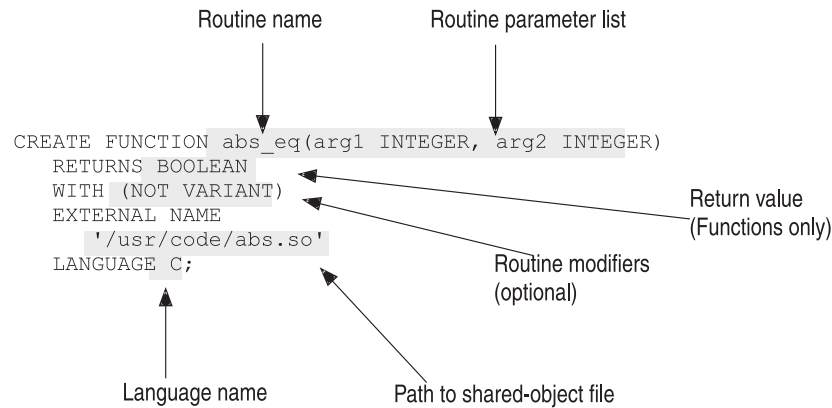 Routine name
Routine parameter list
CREATE FUNCTION abs_eq(arg1 INTEGER, arg2 INTEGER)
RETURNS BOOLEAN
WITH (NOT VARIANT)
EXTERNAL NAME
'/usr/code/abs.so'
LANGUAGE C;
Return value
(Functions only)
Routine modifiers
(optional)
Language name
Path to shared-object file